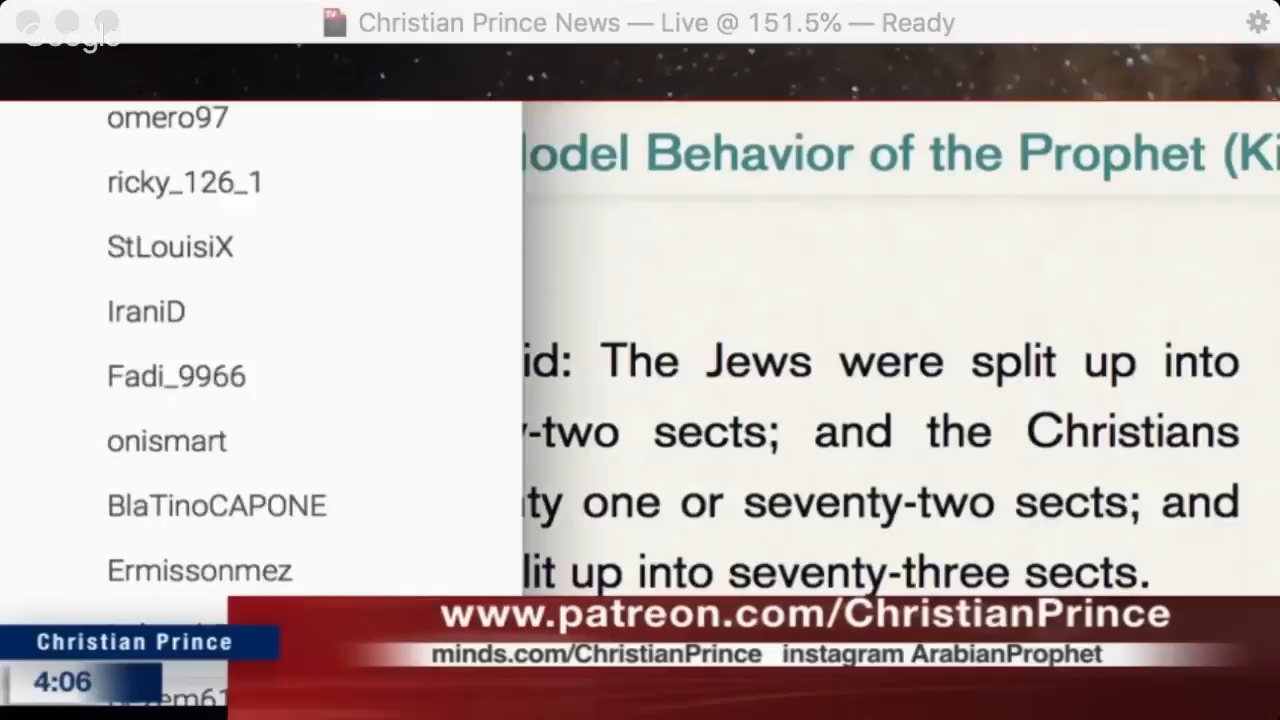 Christian Prince News — Live @ 151.5% — Ready
Google
omero97
ricky_126_1
StLouisiX
IraniD
Fadi_9966
onismart
BlaTinoCAPONE
Ermissonmez
odel Behavior of the Prophet (Ki
id: The Jews were split up into
-two sects; and the Christians
ty one or seventy-two sects; and
lit up into seventy-three sects.
www.patreon.com/ChristianPrince
minds.com/ChristianPrince instagram ArabianProphet
Christian Prince
4:06